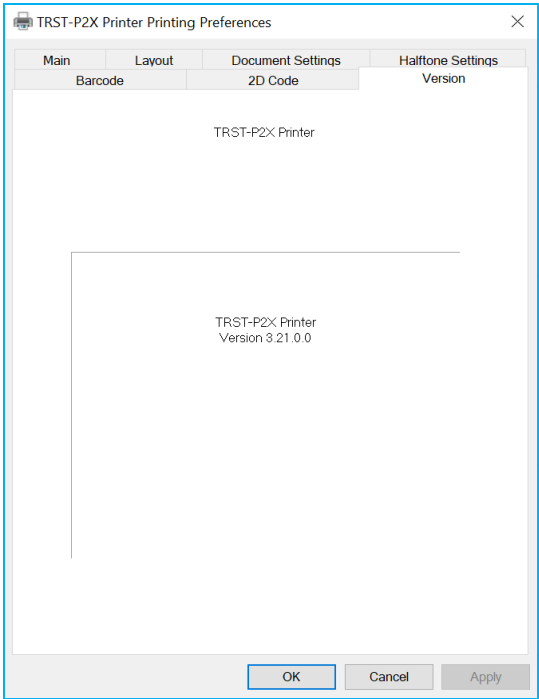 TRST-P2X Printer Printing Preferences
Main Layout Document Settings Halftone Settings
Barcode 2D Code Version
TRST-P2X Printer
TRST-P2X Printer
Version 3.21.0.0
OK Cancel Apply